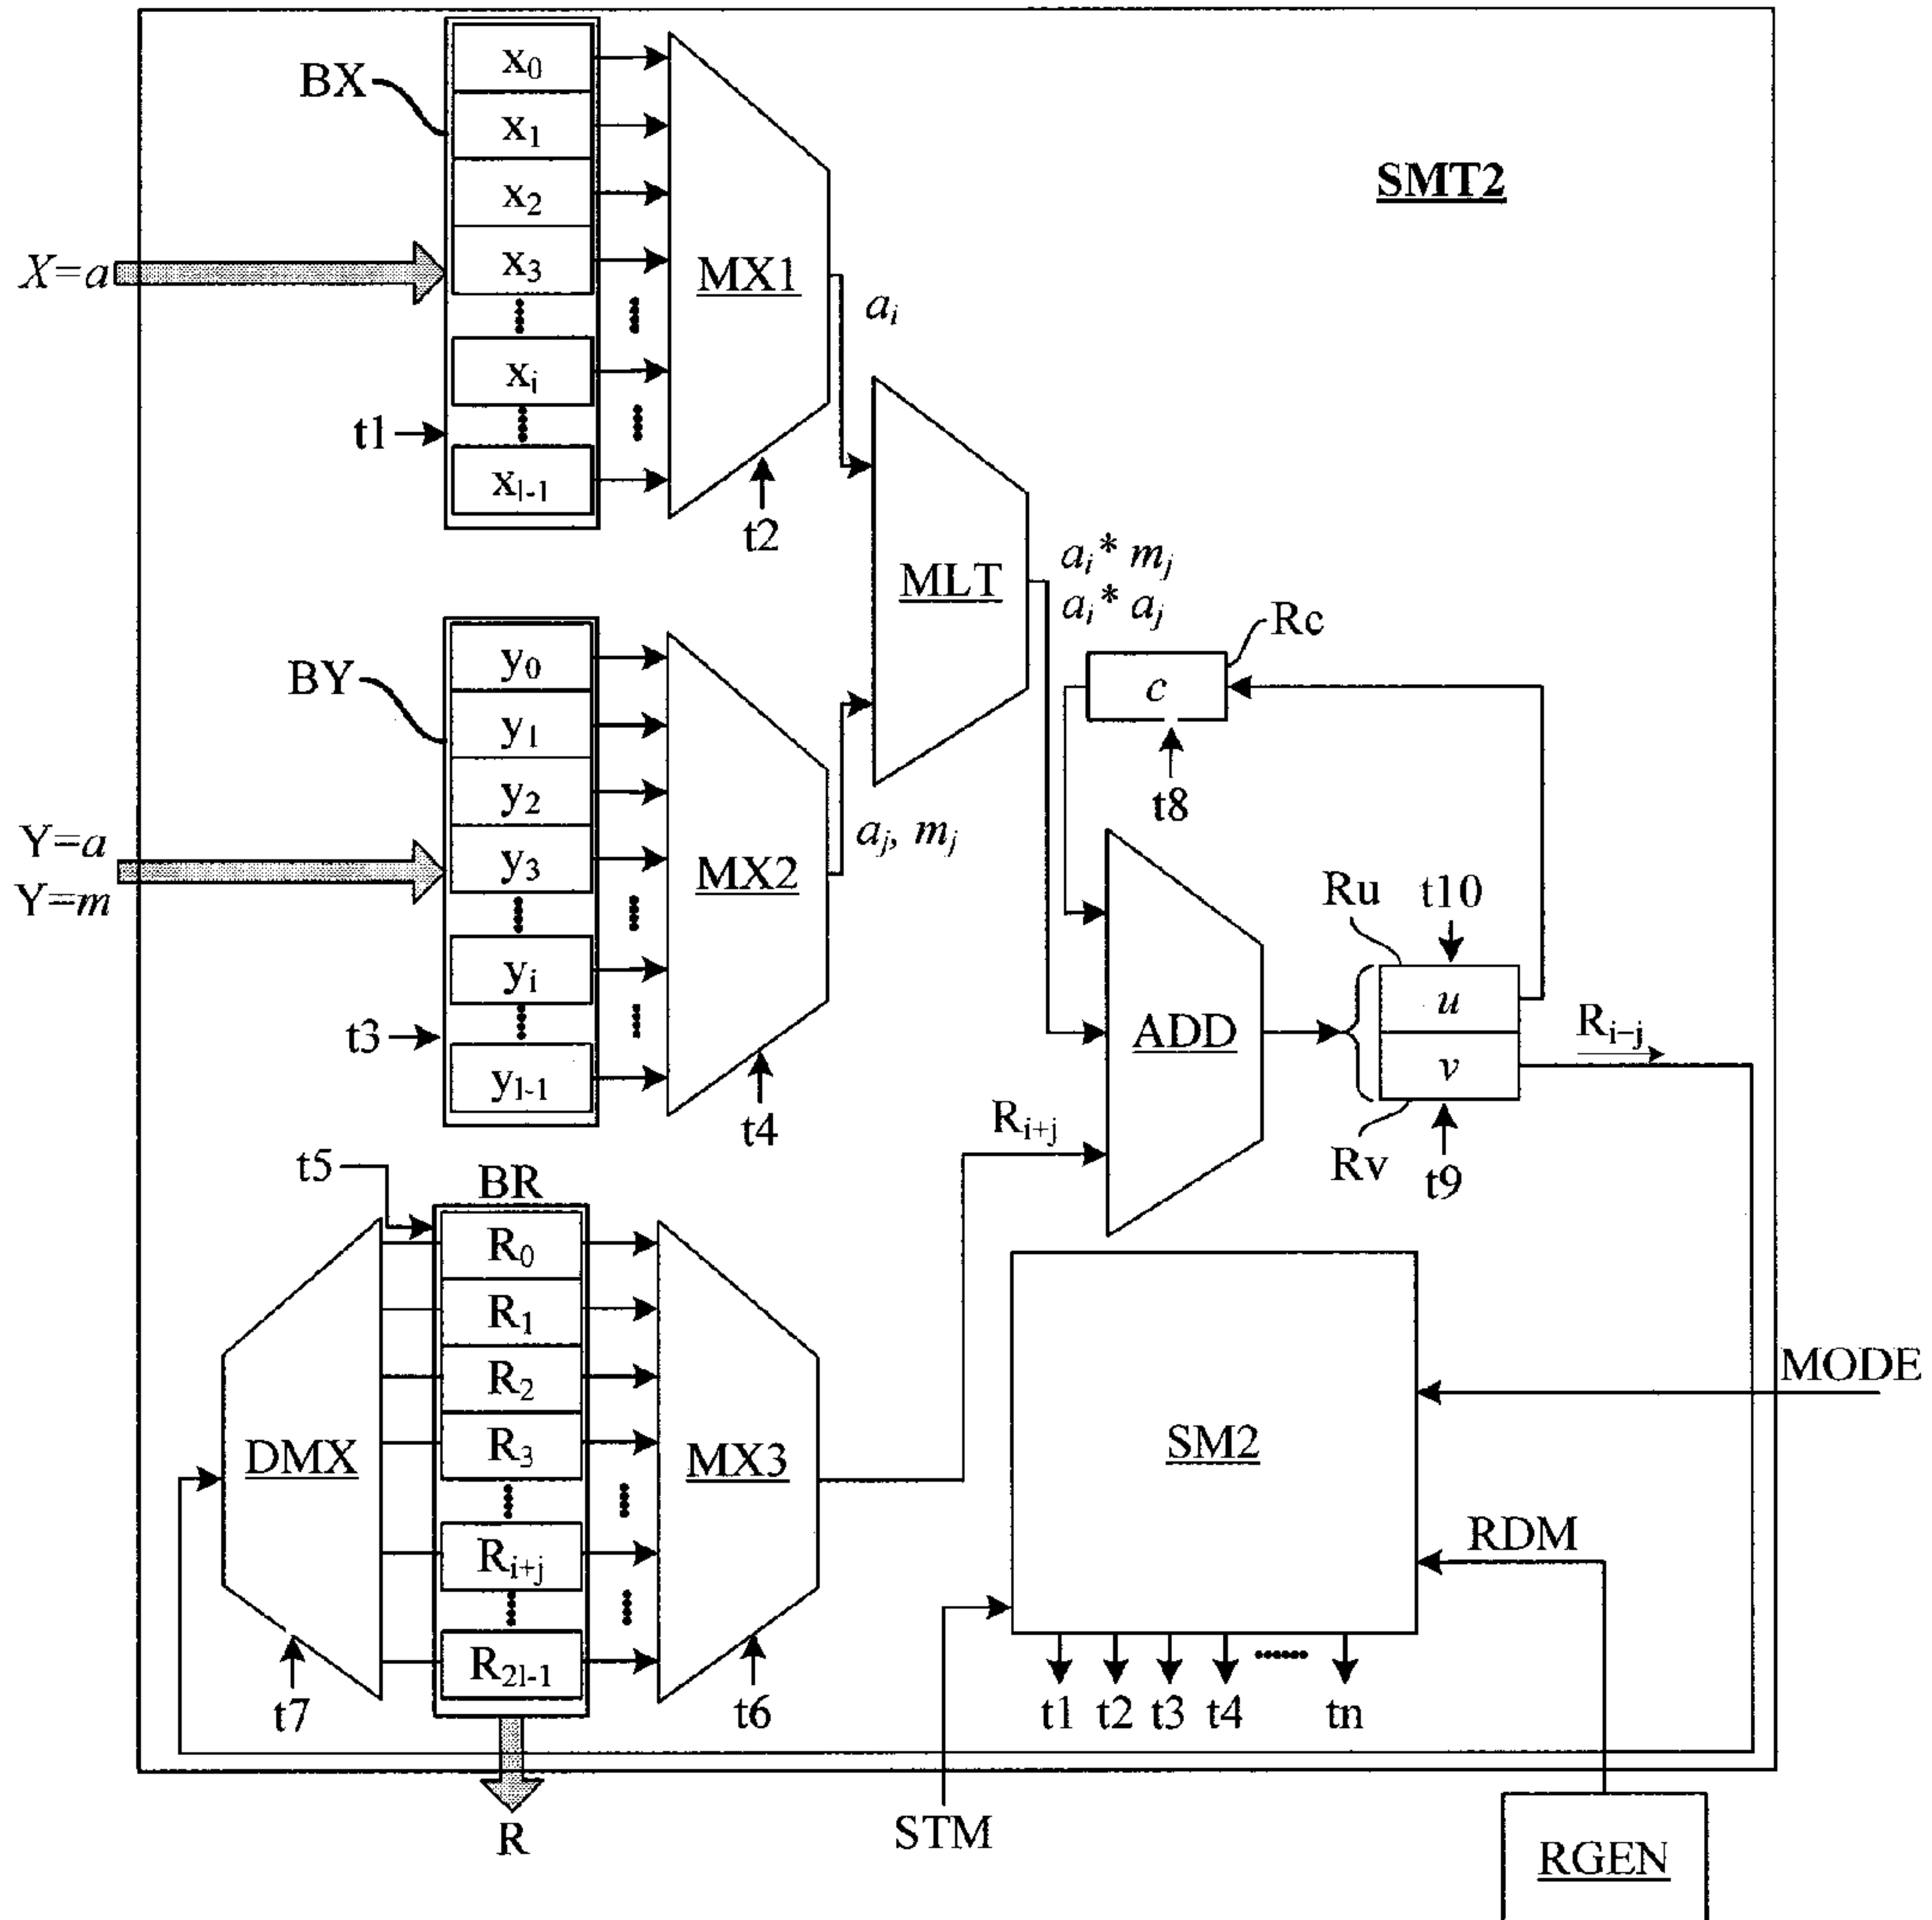 SMT2
BX
x0
x1
x2
x3
xi
xl-1
X=a
t1
MX1
t2
ai
MLT
ai* mj
ai* aj
BY
y0
y1
y2
y3
yi
yl-1
Y=a
Y=m
t3
MX2
t4
aj, mj
Rc
c
t8
ADD
Ru
t10
u
v
Rv
t9
Ri-j
Ri+j
t5
BR
R0
R1
R2
R3
Ri+j
R2l-1
DMX
t7
MX3
t6
R
SM2
MODE
RDM
STM
t1 t2 t3 t4 tn
RGEN